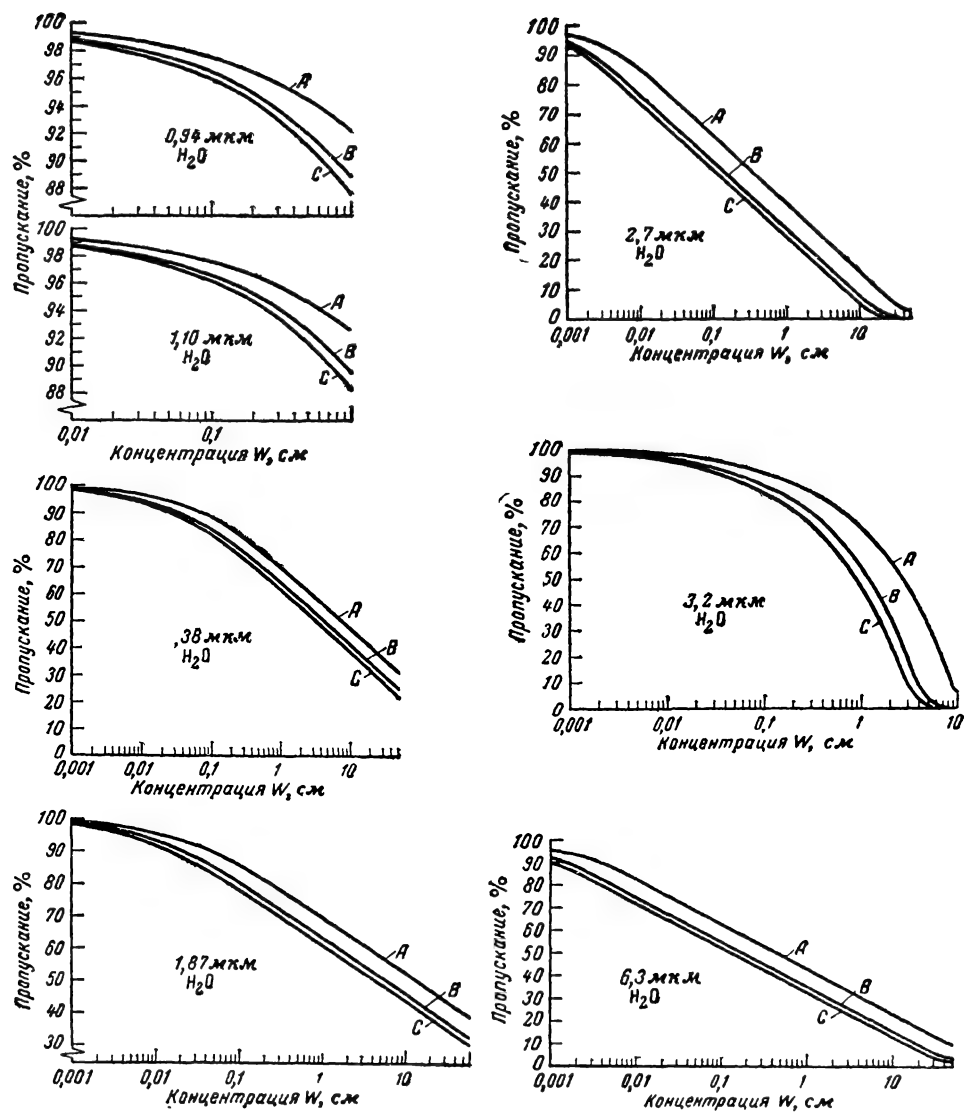 100
98
96
94
92
90
88
Пропускание, %
0,94 мкм
H₂O
A
B
C
100
98
96
94
92
90
88
1,10 мкм
H₂O
A
B
C
0,01
0,1
Концентрация W, см
100
90
80
70
60
50
40
30
20
10
0
Пропускание, %
,38 мкм
H₂O
A
B
C
0,001
0,01
0,1
1
10
Концентрация W, см
100
90
80
70
60
50
40
30
Пропускание, %
1,87 мкм
H₂O
A
B
C
0,001
0,01
0,1
1
10
Концентрация W, см
100
90
80
70
60
50
40
30
20
10
0
Пропускание, %
2,7 мкм
H₂O
A
B
C
0,001
0,01
0,1
1
10
Концентрация W, см
100
90
80
70
60
50
40
30
20
10
0
Пропускание, %
3,2 мкм
H₂O
A
B
C
0,001
0,01
0,1
1
10
Концентрация W, см
100
90
80
70
60
50
40
30
20
10
0
Пропускание, %
6,3 мкм
H₂O
A
B
C
0,001
0,01
0,1
1
10
Концентрация W, см